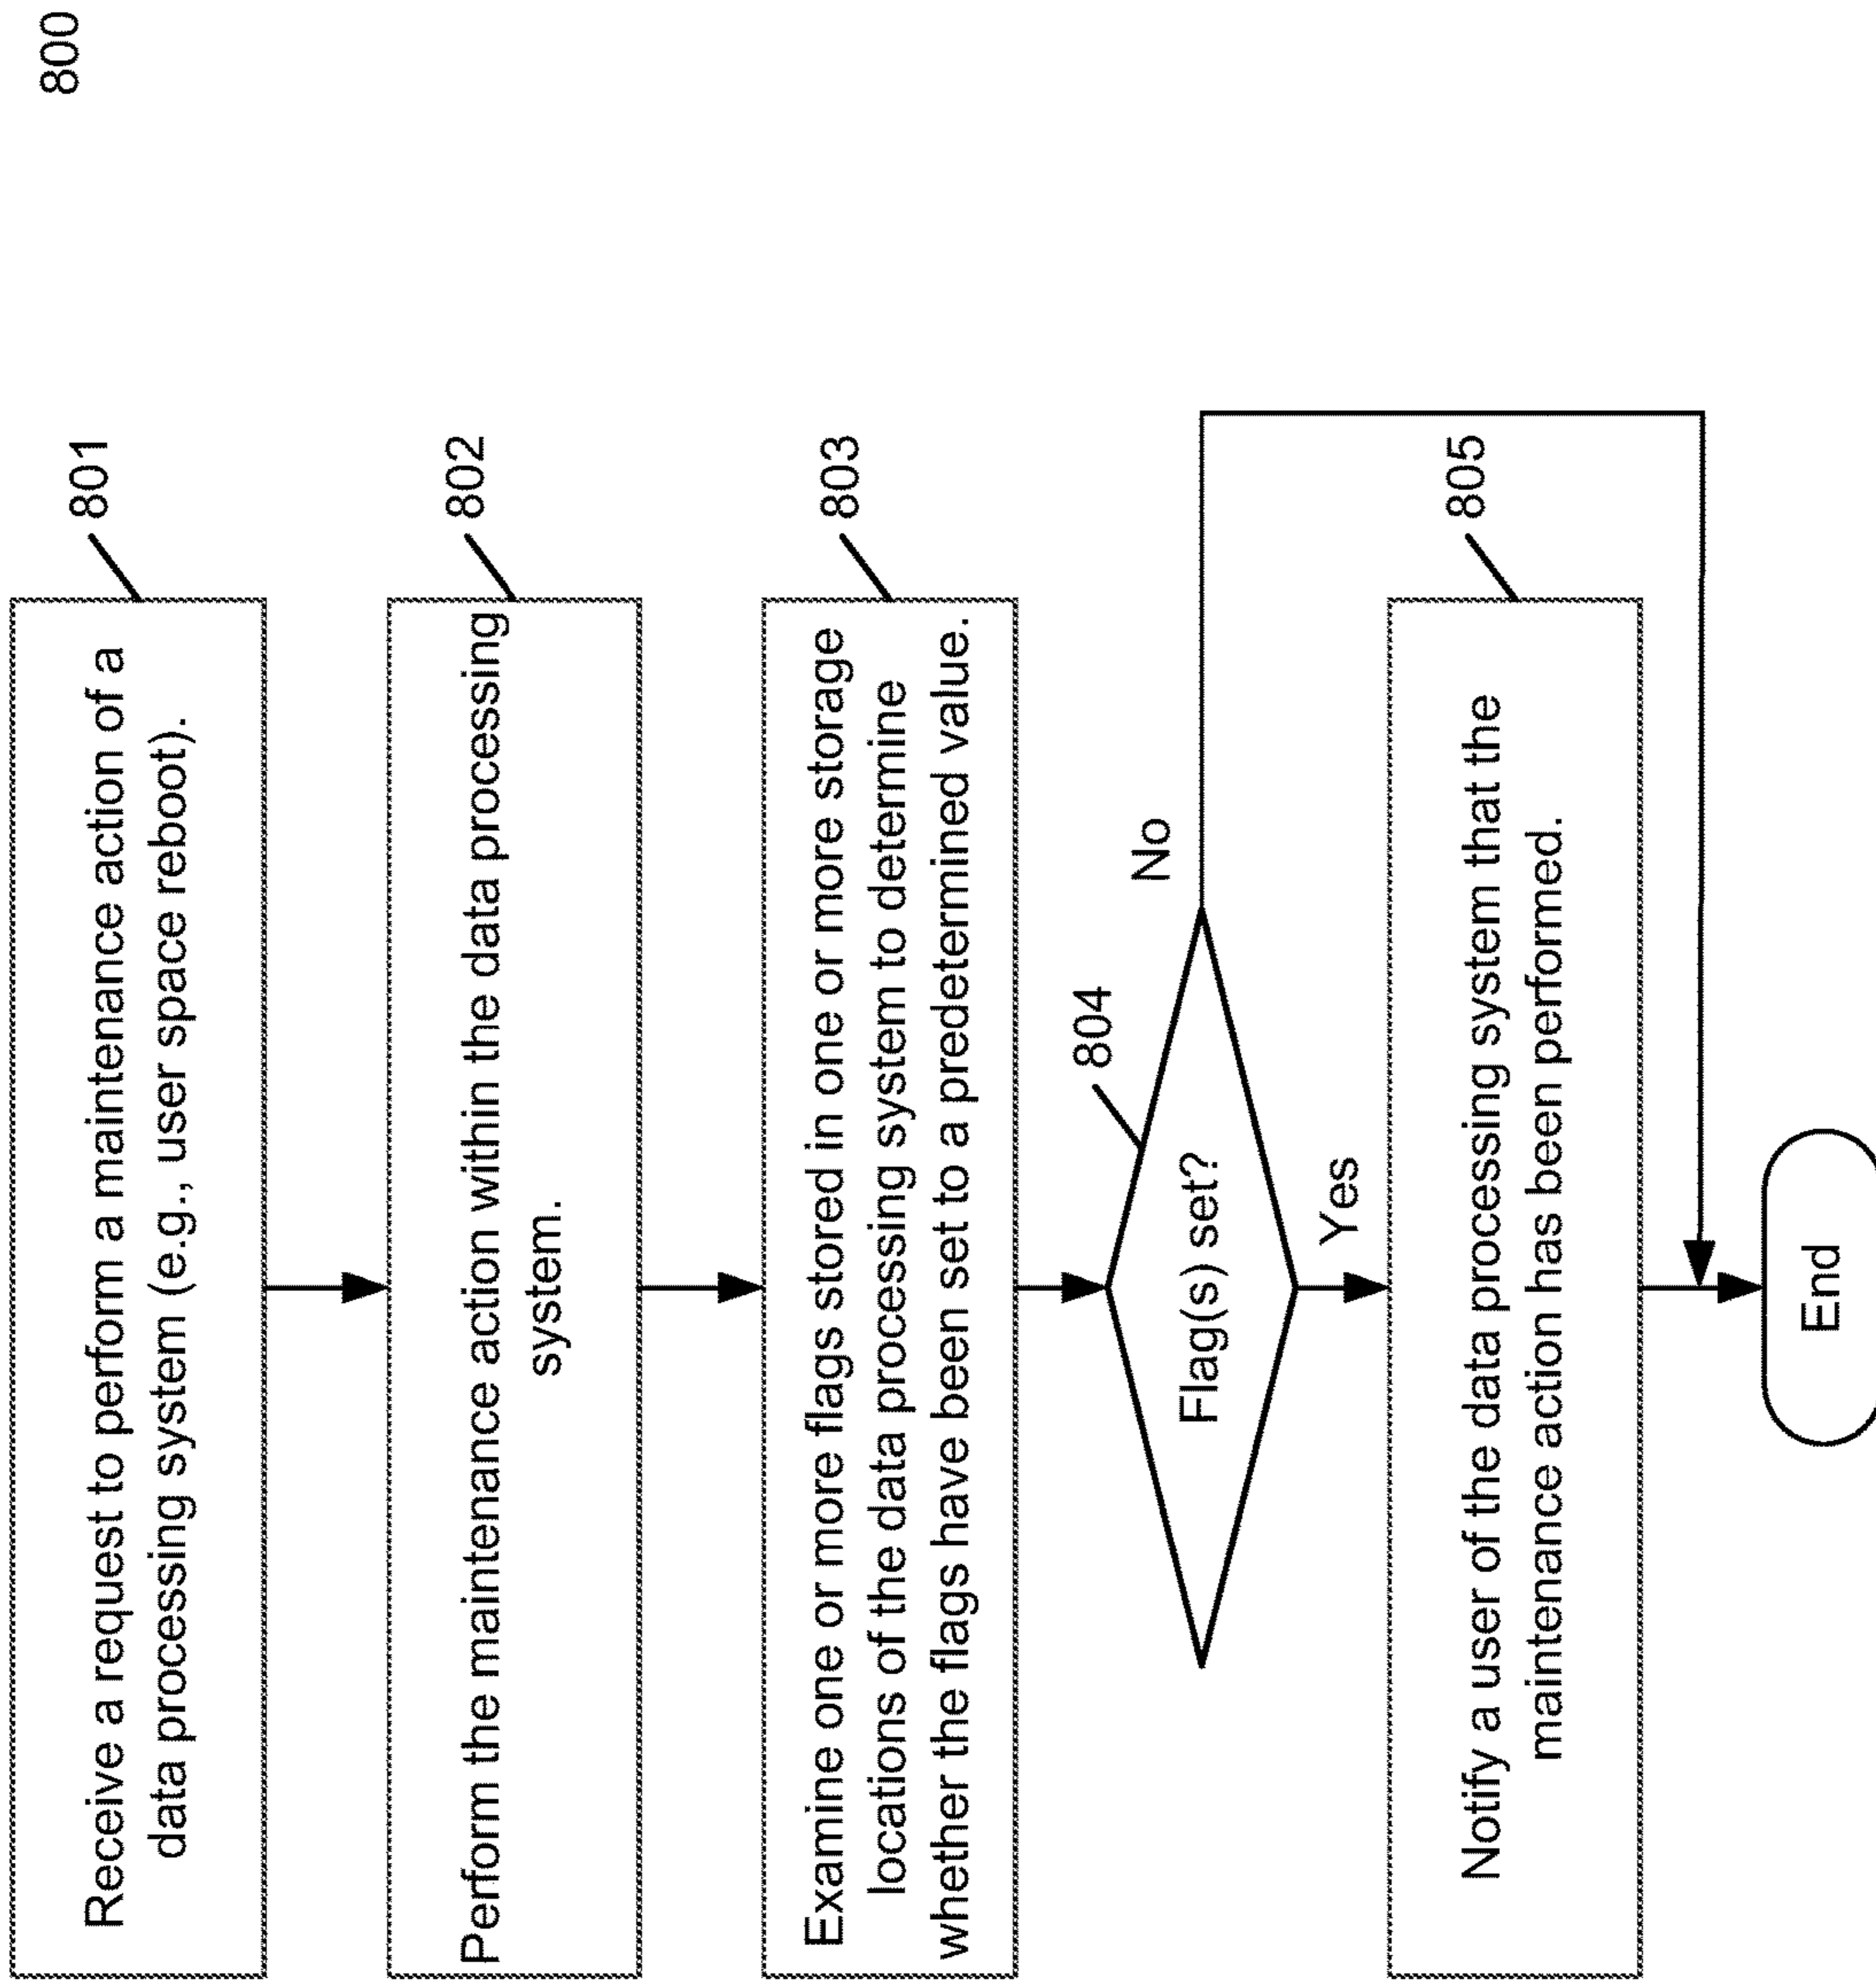 800
801
Receive a request to perform a maintenance action of a
data processing system (e.g., user space reboot).
802
Perform the maintenance action within the data processing
system.
803
Examine one or more flags stored in one or more storage
locations of the data processing system to determine
whether the flags have been set to a predetermined value.
804
Flag(s) set?
No
Yes
805
Notify a user of the data processing system that the
maintenance action has been performed.
End